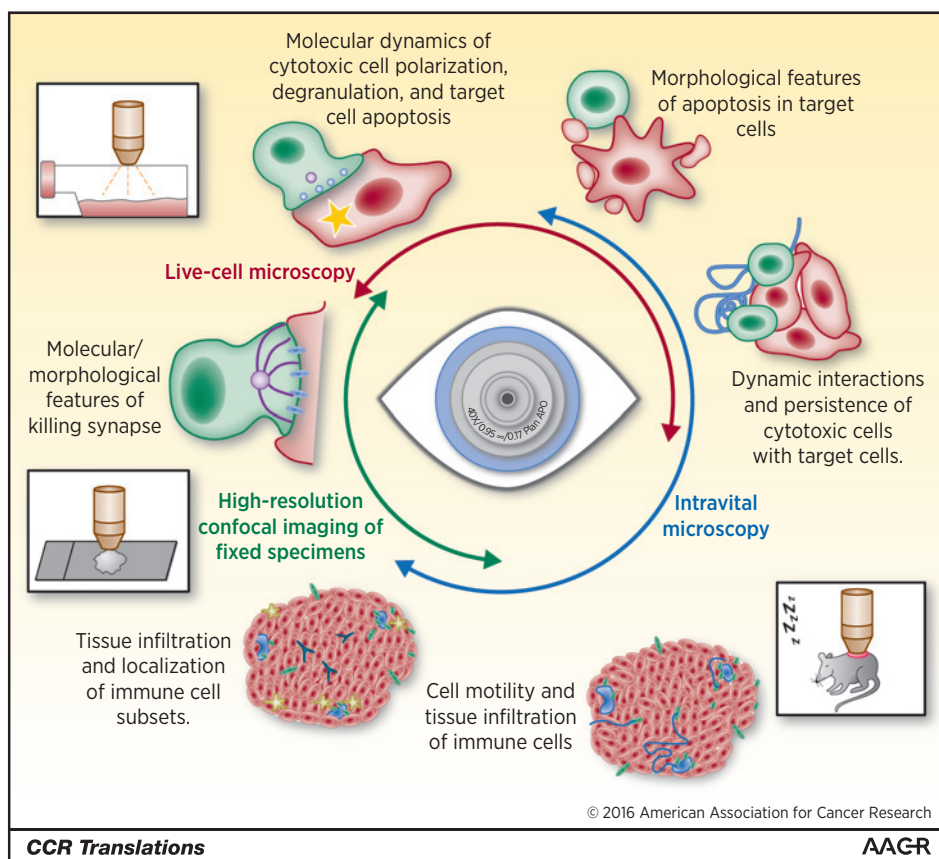 Molecular dynamics of
cytotoxic cell polarization,
degranulation, and target
cell apoptosis
Morphological features
of apoptosis in target
cells
Live-cell microscopy
Molecular/
morphological
features of
killing synapse
40X/0.95 ∞/0.17 Plan APO
Dynamic interactions
and persistence of
cytotoxic cells
with target cells.
High-resolution
confocal imaging of
fixed specimens
Intravital
microscopy
Tissue infiltration
and localization
of immune cell
subsets.
Cell motility and
tissue infiltration
of immune cells
zZzZz
© 2016 American Association for Cancer Research
CCR Translations
AACR